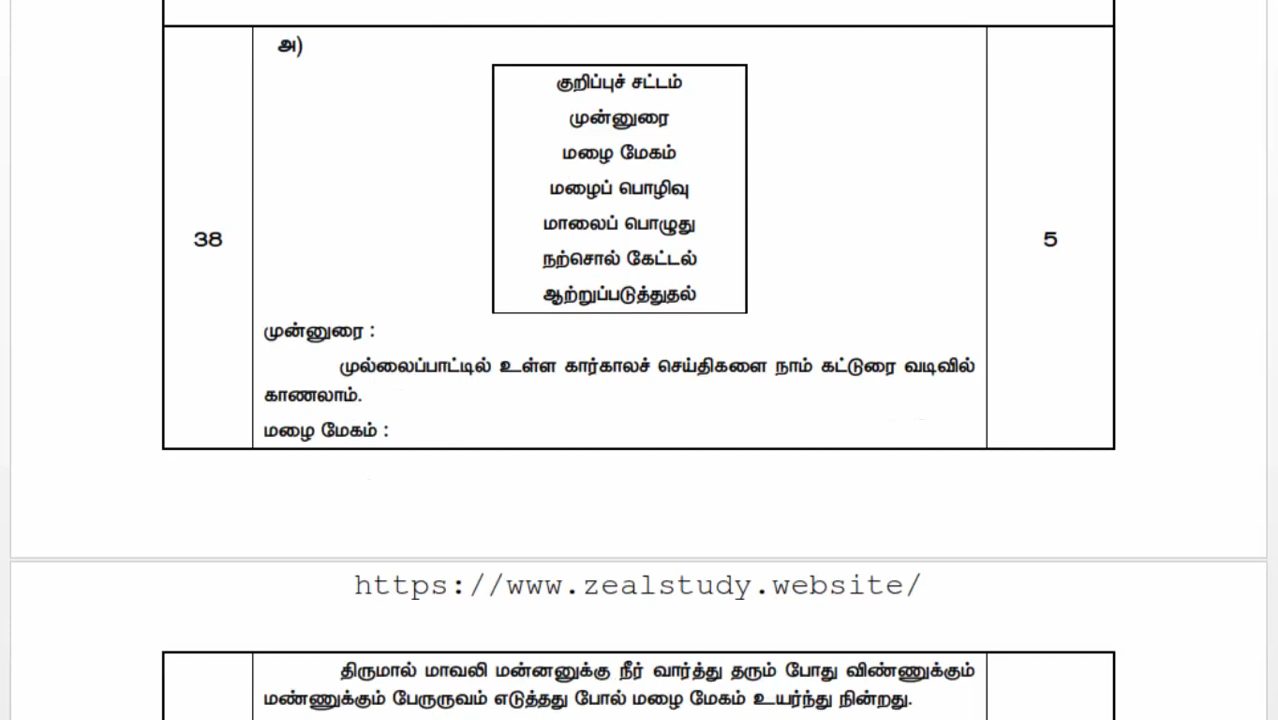 அ)
குறிப்புச் சட்டம்
முன்னுரை
மழை மேகம்
மழைப் பொழிவு
மாலைப் பொழுது
நற்சொல் கேட்டல்
ஆற்றுப்படுத்துதல்
38
5
முன்னுரை :
முல்லைப்பாட்டில் உள்ள கார்காலச் செய்திகளை நாம் கட்டுரை வடிவில்
காணலாம்.
மழை மேகம் :
https://www.zealstudy.website/
திருமால் மாவலி மன்னனுக்கு நீர் வார்த்து தரும் போது விண்ணுக்கும்
மண்ணுக்கும் பேருருவம் எடுத்தது போல் மழை மேகம் உயர்ந்து நின்றது.